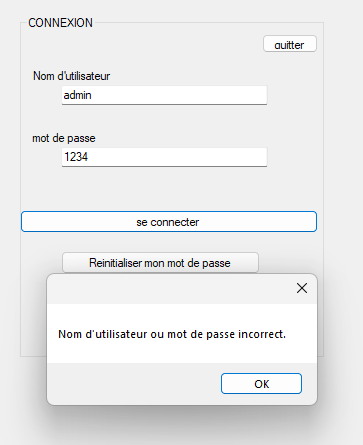 CONNEXION
quitter
Nom d'utilisateur
admin
mot de passe
1234
se connecter
Reinitialiser mon mot de passe
Nom d'utilisateur ou mot de passe incorrect.
OK